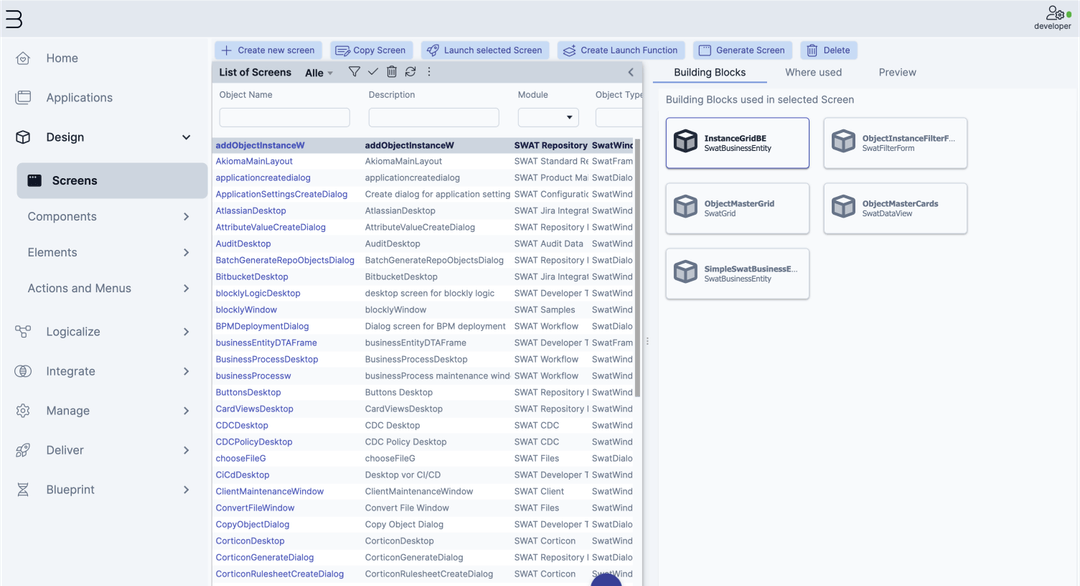 developer
Home
Applications
Design
Screens
Components
Elements
Actions and Menus
Logicalize
Integrate
Manage
Deliver
Blueprint
Create new screen Copy Screen Launch selected Screen Create Launch Function Generate Screen Delete
List of Screens Alle
Object Name Description Module Object Type
addObjectInstanceW addObjectInstanceW SWAT Repository SwatWind
AkiomaMainLayout AkiomaMainLayout SWAT Standard Re SwatFram
applicationcreatedialog applicationcreatedialog SWAT Product Ma SwatDialo
ApplicationSettingsCreateDialog Create dialog for application setting SWAT Configuratio SwatWind
AtlassianDesktop AtlassianDesktop SWAT Jira Integrat SwatWind
AttributeValueCreateDialog AttributeValueCreateDialog SWAT Repository I SwatWind
AuditDesktop AuditDesktop SWAT Audit Data SwatWind
BatchGenerateRepoObjectsDialog BatchGenerateRepoObjectsDialog SWAT Repository I SwatDialo
BitbucketDesktop BitbucketDesktop SWAT Jira Integrat SwatWind
blocklyLogicDesktop desktop screen for blockly logic SWAT Developer T SwatWind
blocklyWindow blocklyWindow SWAT Samples SwatWind
BPMDeploymentDialog Dialog screen for BPM deployment SWAT Workflow SwatDialo
businessEntityDTAFrame businessEntityDTAFrame SWAT Developer T SwatFram
BusinessProcessDesktop BusinessProcessDesktop SWAT Workflow SwatWind
businessProcessw businessProcess maintenance wind SWAT Workflow SwatWind
ButtonsDesktop Buttons Desktop SWAT Repository I SwatWind
CardViewsDesktop CardViewsDesktop SWAT Repository I SwatWind
CDCDesktop CDC Desktop SWAT CDC SwatWind
CDCPolicyDesktop CDC Policy Desktop SWAT CDC SwatWind
chooseFileG chooseFileG SWAT Files SwatDialo
CiCdDesktop Desktop vor CI/CD SWAT Developer T SwatWind
ClientMaintenanceWindow ClientMaintenanceWindow SWAT Client SwatWind
ConvertFileWindow Convert File Window SWAT Files SwatWind
CopyObjectDialog Copy Object Dialog SWAT Developer T SwatDialo
CorticonDesktop CorticonDesktop SWAT Corticon SwatWind
CorticonGenerateDialog CorticonGenerateDialog SWAT Repository I SwatDialo
CorticonRulesheetCreateDialog CorticonRulesheetCreateDialog SWAT Corticon SwatWind
Building Blocks Where used Preview
Building Blocks used in selected Screen
InstanceGridBE
SwatBusinessEntity
ObjectInstanceFilterF...
SwatFilterForm
ObjectMasterGrid
SwatGrid
ObjectMasterCards
SwatDataView
SimpleSwatBusinessE...
SwatBusinessEntity